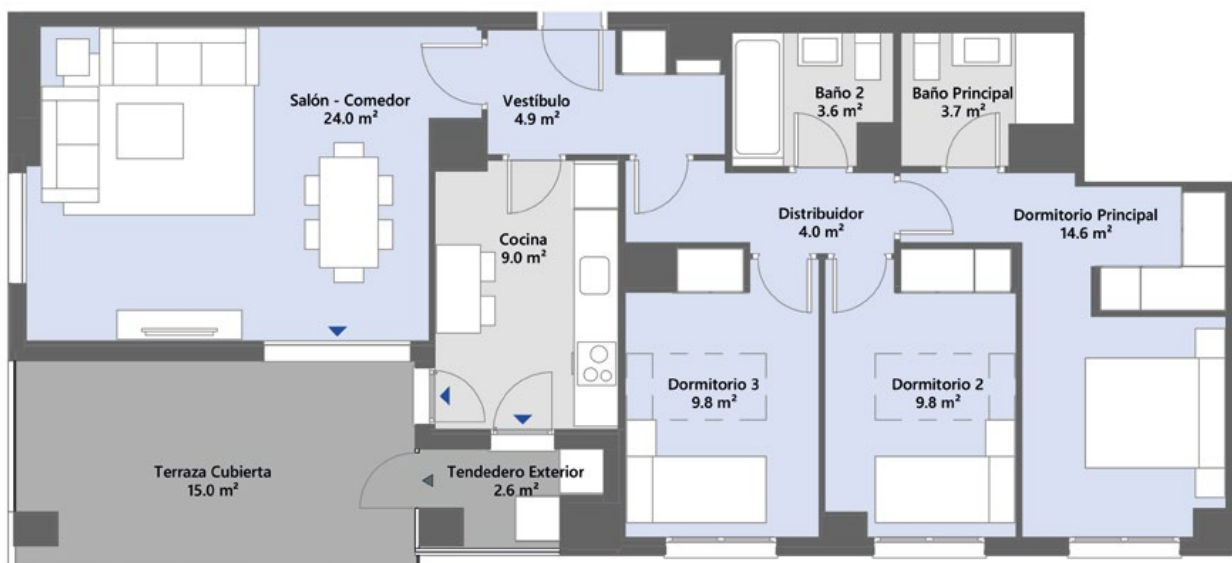 Salón - Comedor
24.0 m²
Vestíbulo
4.9 m²
Baño 2
3.6 m²
Baño Principal
3.7 m²
Cocina
9.0 m²
Distribuidor
4.0 m²
Dormitorio Principal
14.6 m²
Dormitorio 3
9.8 m²
Dormitorio 2
9.8 m²
Terraza Cubierta
15.0 m²
Tendedero Exterior
2.6 m²